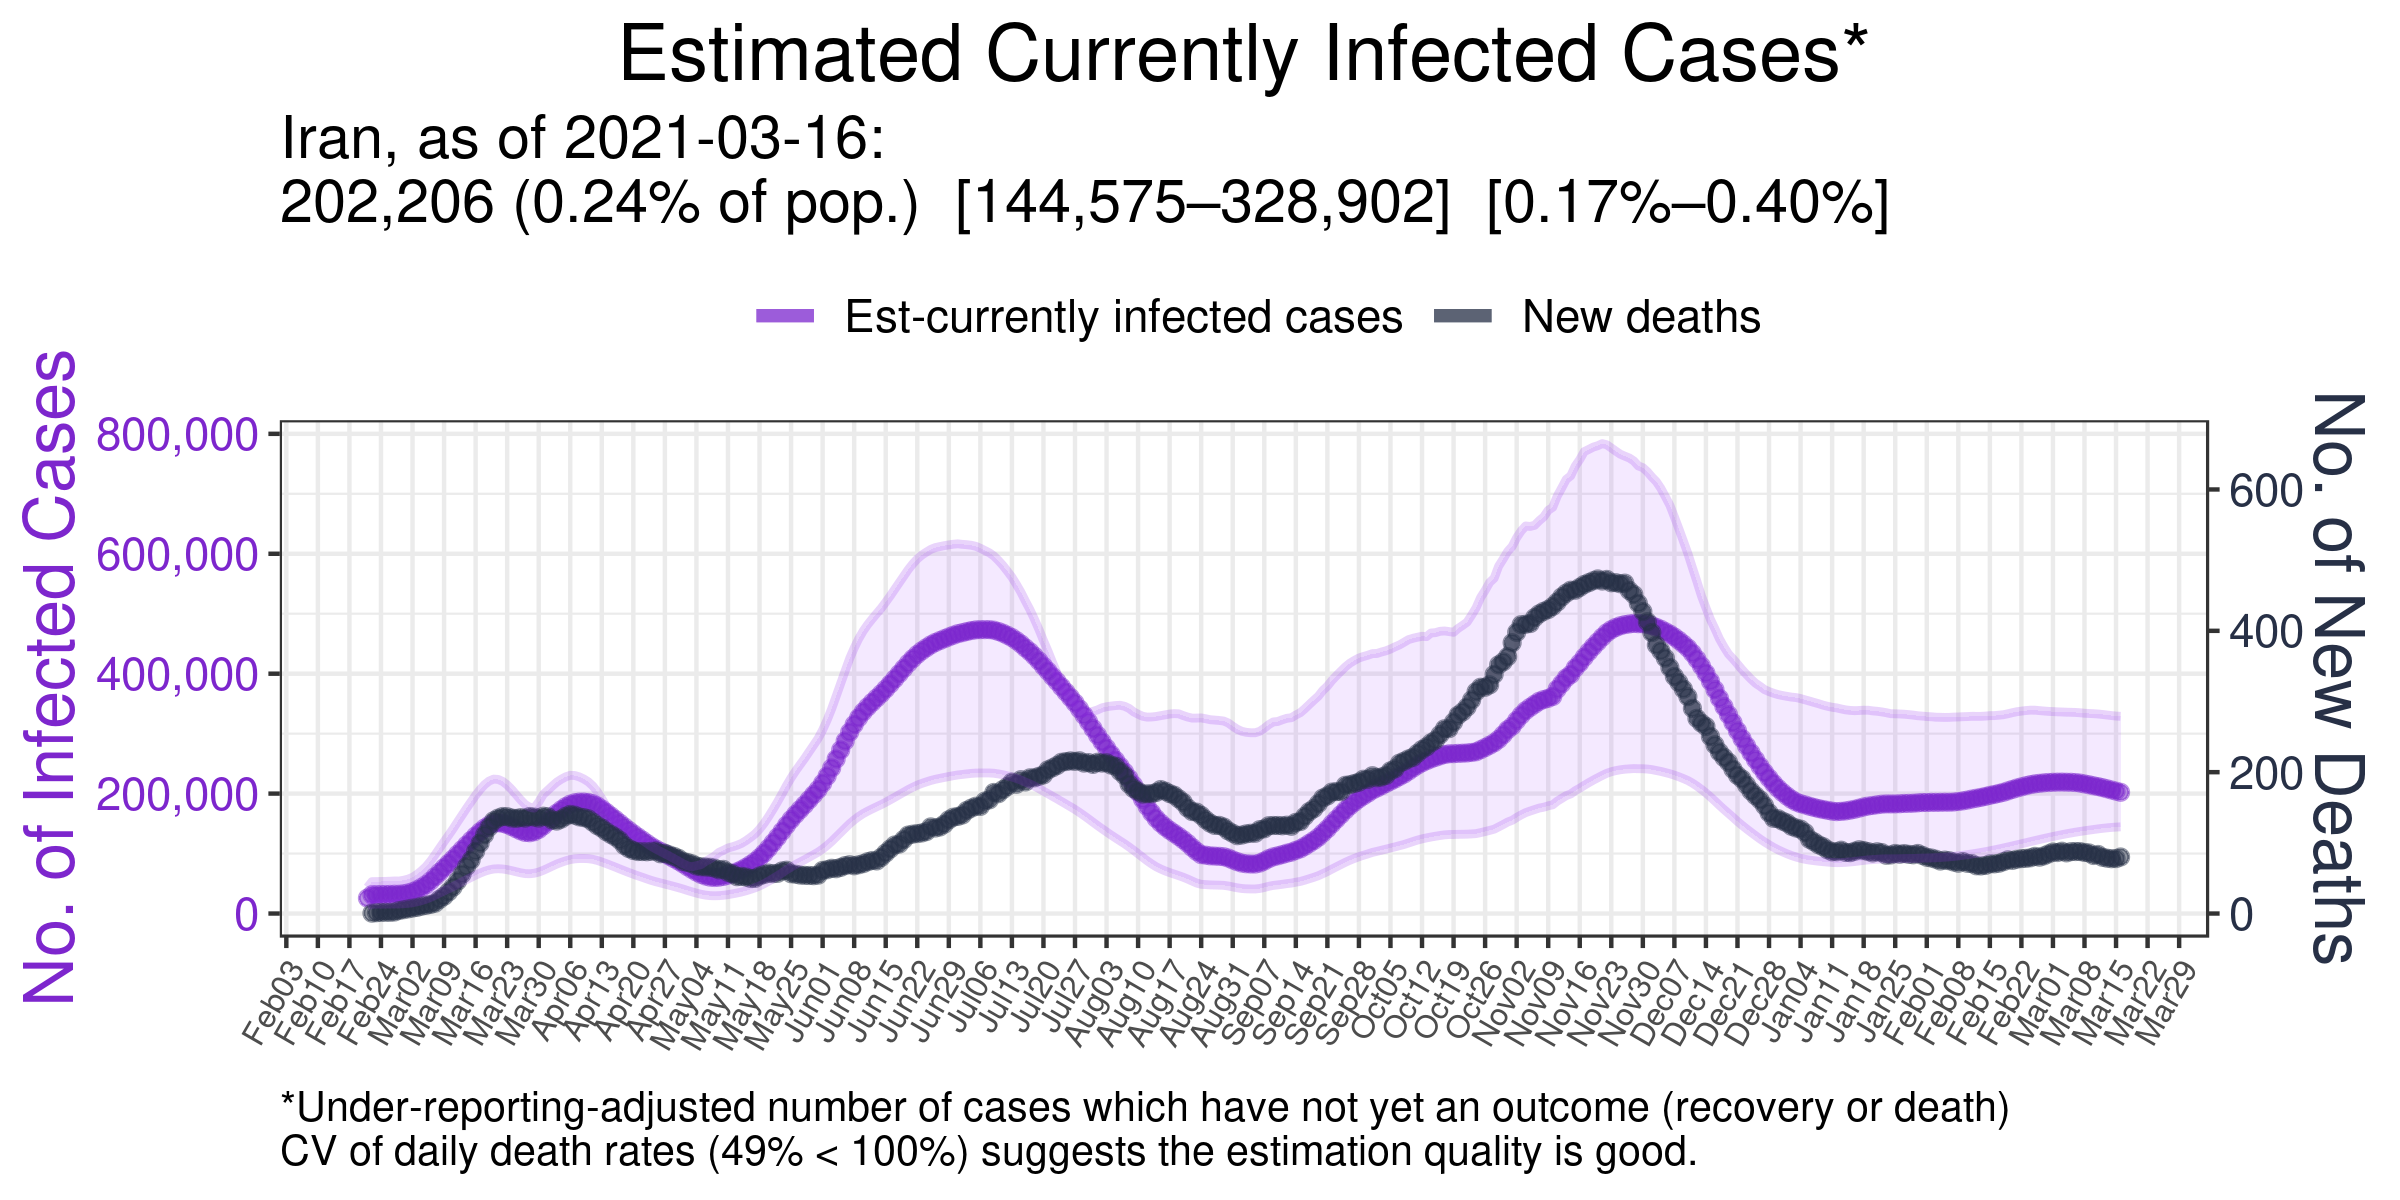 Estimated Currently Infected Cases*
Iran, as of 2021-03-16:
202,206 (0.24% of pop.) [144,575–328,902] [0.17%–0.40%]
Est-currently infected cases New deaths
No. of Infected Cases
800,000
600,000
400,000
200,000
0
600
400
200
0
No. of New Deaths
Feb03 Feb10 Feb17 Feb24 Mar02 Mar09 Mar16 Mar23 Mar30 Apr06 Apr13 Apr20 Apr27 May04 May11 May18 May25 Jun01 Jun08 Jun15 Jun22 Jun29 Jul06 Jul13 Jul20 Jul27 Aug03 Aug10 Aug17 Aug24 Aug31 Sep07 Sep14 Sep21 Sep28 Oct05 Oct12 Oct19 Oct26 Nov02 Nov09 Nov16 Nov23 Nov30 Dec07 Dec14 Dec21 Dec28 Jan04 Jan11 Jan18 Jan25 Feb01 Feb08 Feb15 Feb22 Mar01 Mar08 Mar15 Mar22 Mar29
*Under-reporting-adjusted number of cases which have not yet an outcome (recovery or death)
CV of daily death rates (49% < 100%) suggests the estimation quality is good.